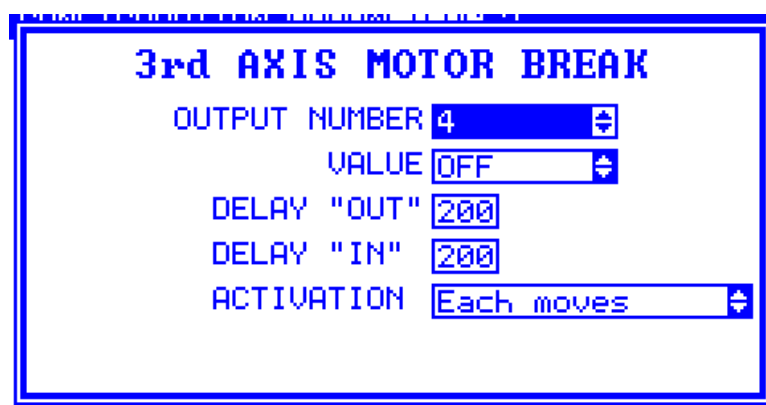 3rd AXIS MOTOR BREAK
OUTPUT NUMBER 4
VALUE OFF
DELAY "OUT" 200
DELAY "IN" 200
ACTIVATION Each moves